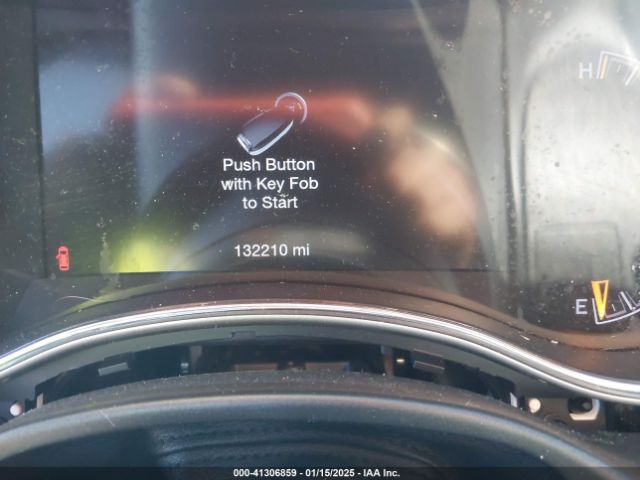 H
Push Button
with Key Fob
to Start
132210 mi
E
000-41306859 - 01/15/2025 - IAA Inc.